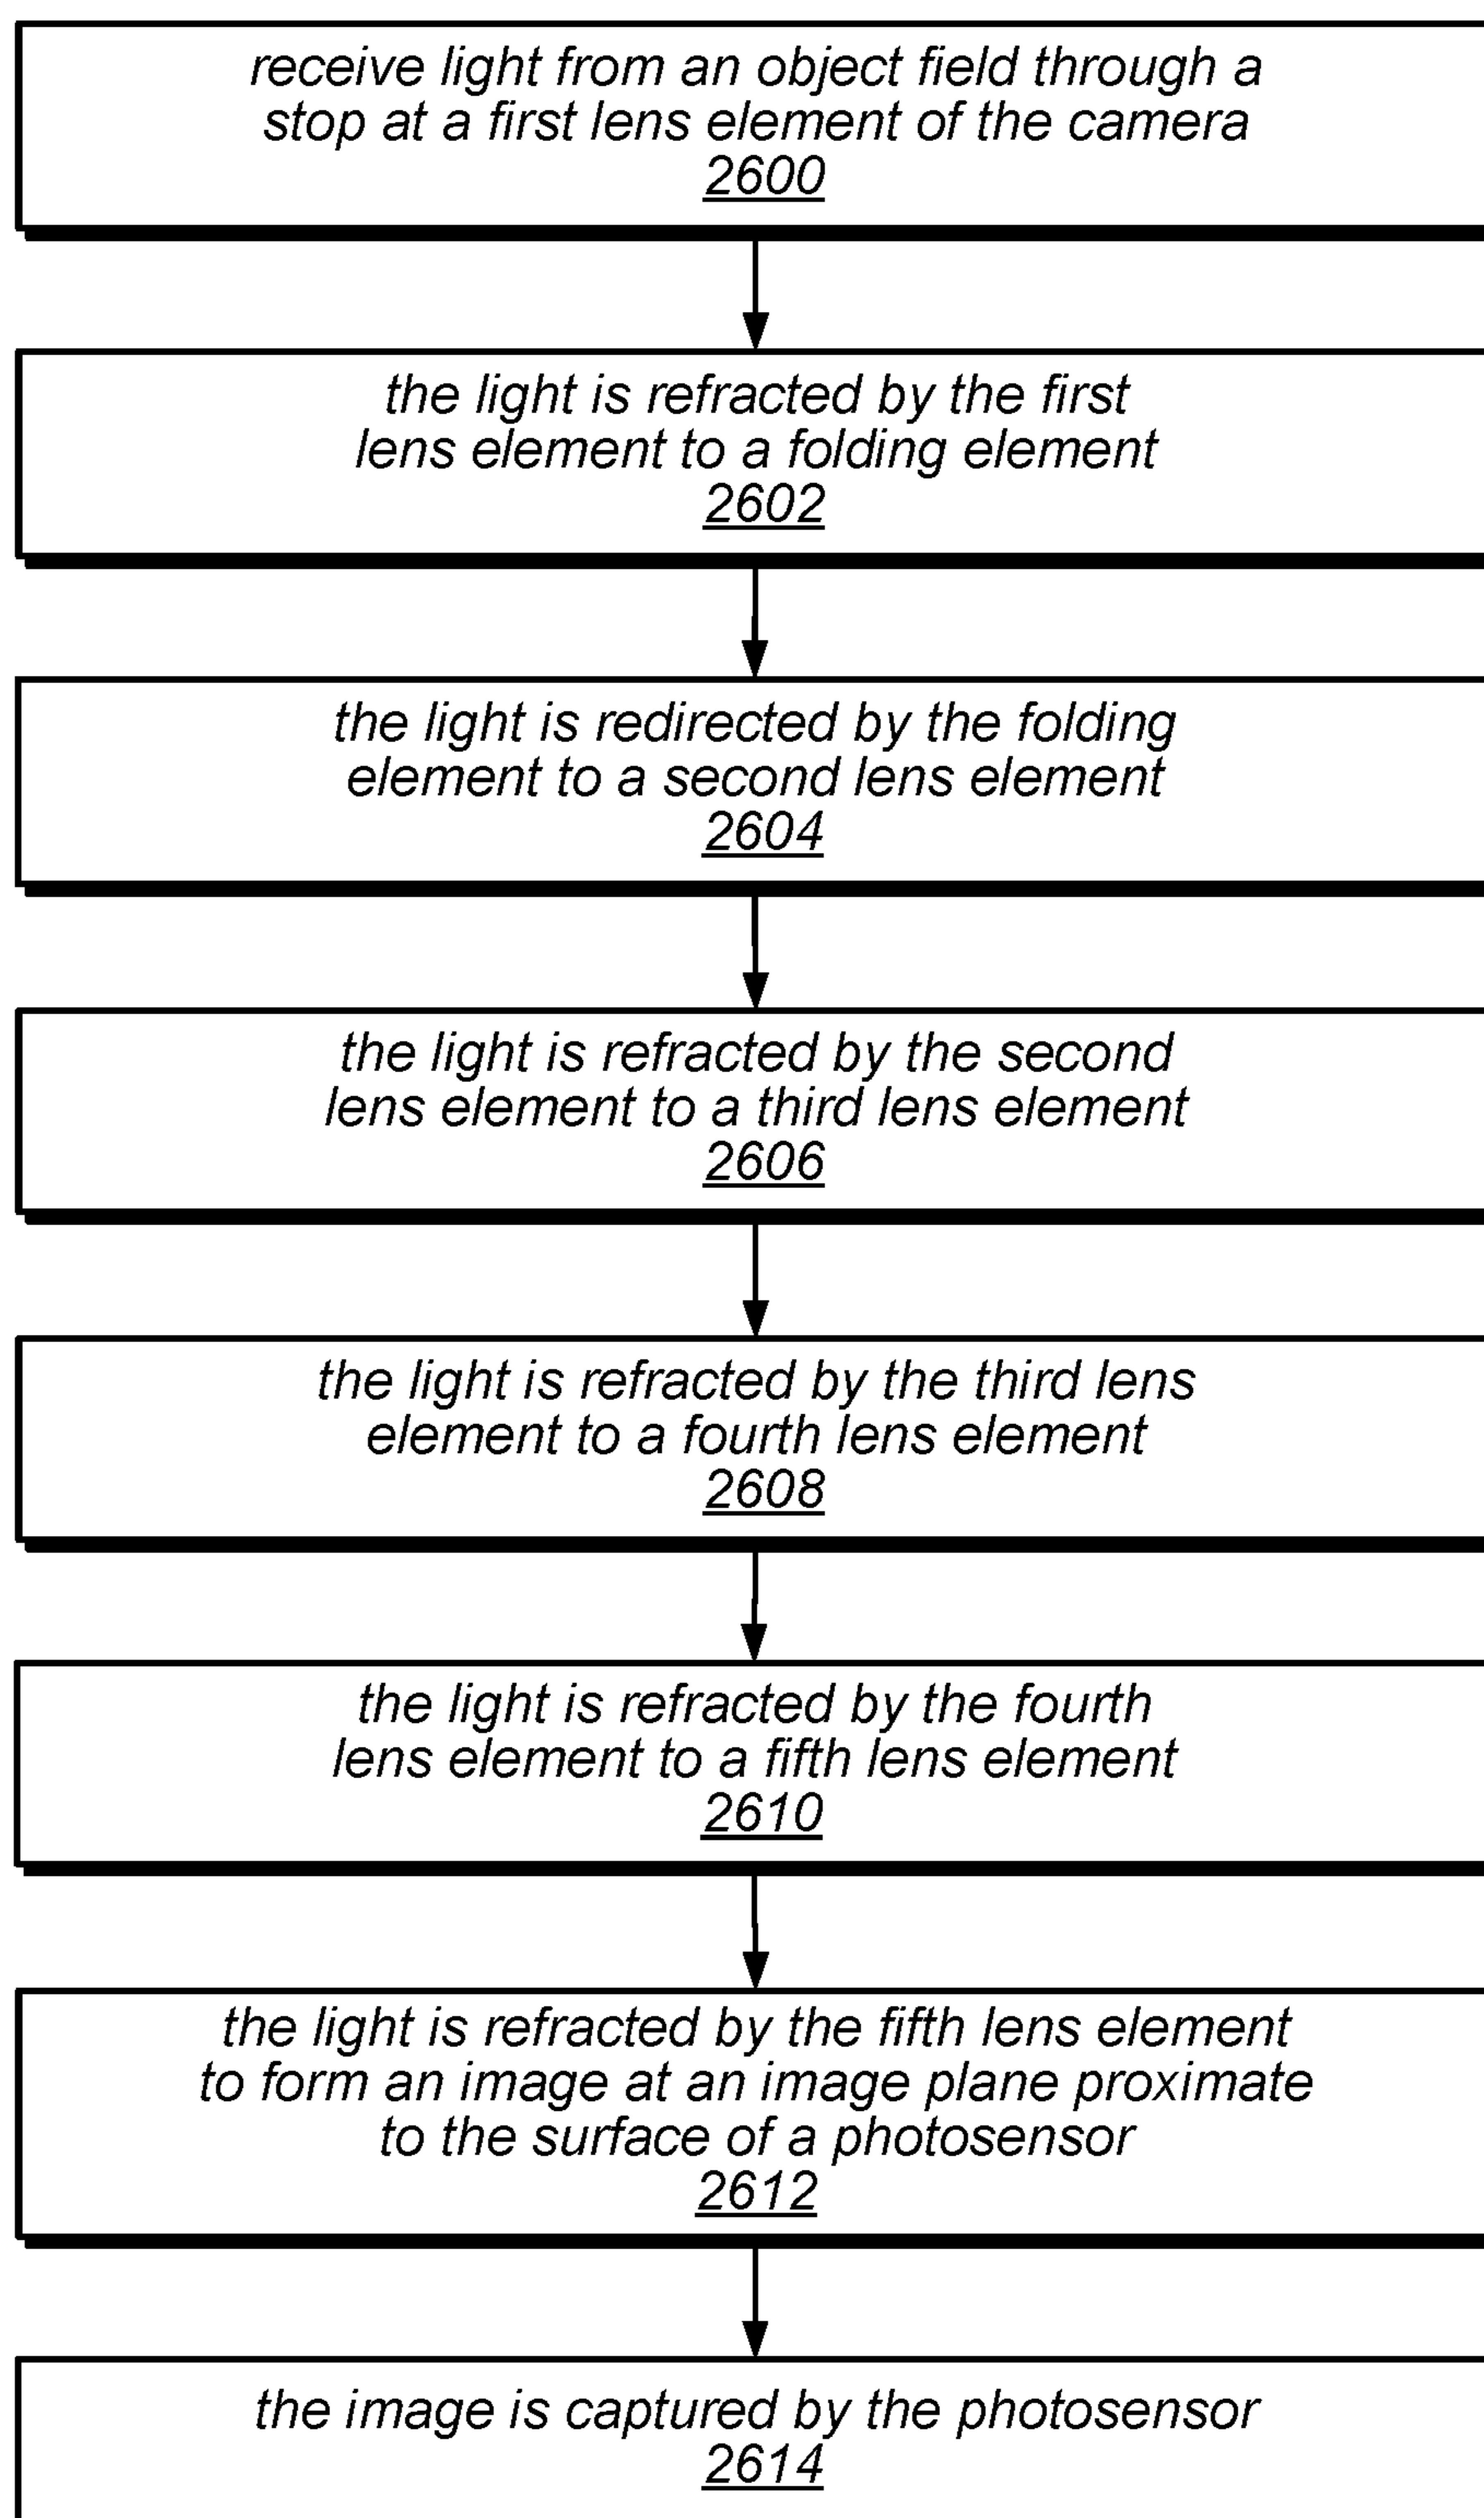 receive light from an object field through a
stop at a first lens element of the camera
2600
the light is refracted by the first
lens element to a folding element
2602
the light is redirected by the folding
element to a second lens element
2604
the light is refracted by the second
lens element to a third lens element
2606
the light is refracted by the third lens
element to a fourth lens element
2608
the light is refracted by the fourth
lens element to a fifth lens element
2610
the light is refracted by the fifth lens element
to form an image at an image plane proximate
to the surface of a photosensor
2612
the image is captured by the photosensor
2614